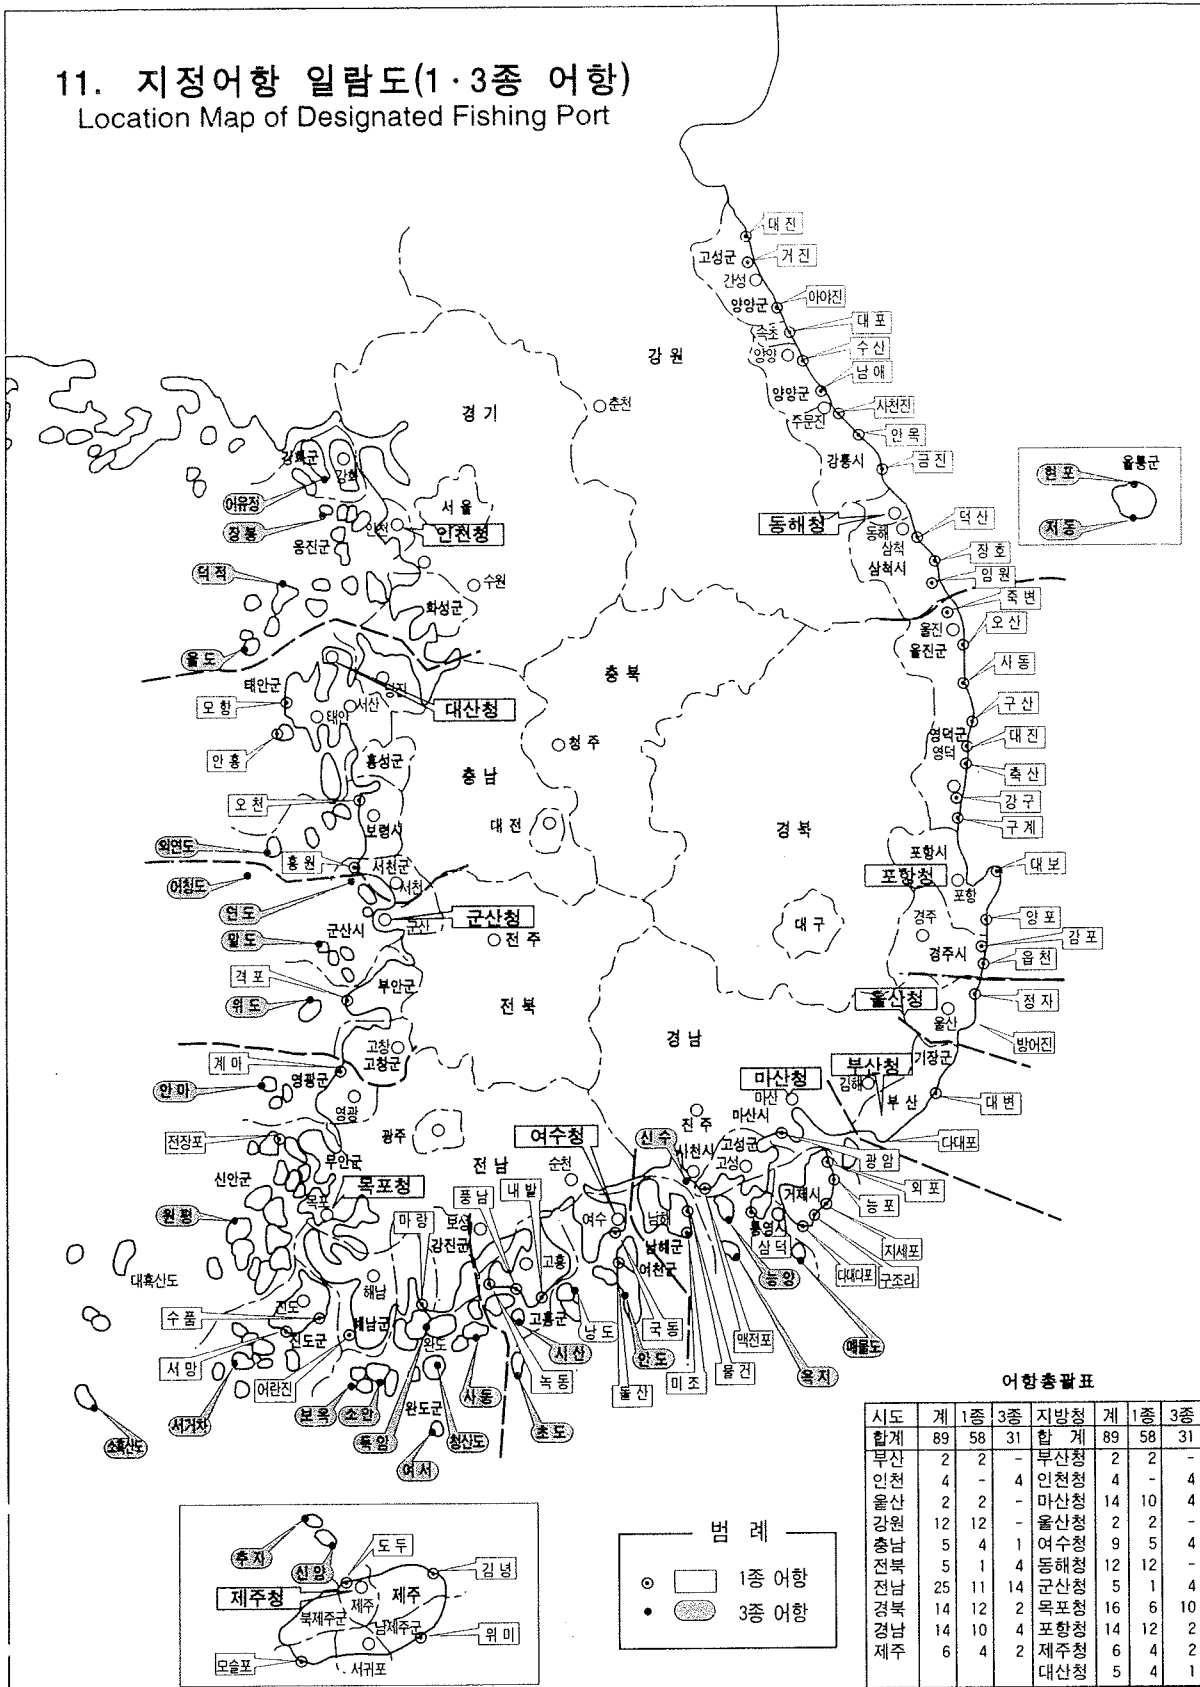 11. 지정어항 일람도(1·3종 어항)
Location Map of Designated Fishing Port
대 진
고성군
거 진
간성
양양군
아야진
속초
대 포
강 원
양양
수 산
남 애
양양군
경 기
춘천
주문진
사천진
안 목
강화군
강화
강릉시
금 진
울릉군
현포
저동
어유정
서 울
장 봉
인천
인천청
동해청
동해
덕 산
옹진군
삼척
삼척시
장 호
임 원
덕적
수원
화성군
죽 변
울진
울진군
오 산
울 도
태안군
충 북
사 동
모 항
당진
서산
태안
대산청
구 산
영덕군
영덕
대 진
안 흥
청 주
홍성군
충 남
축 산
오 천
강 구
보령시
대 전
경 북
구 계
외연도
포항시
홍 원
서천군
포항청
대 보
어청도
서천
포항
연 도
군산시
군산
군산청
전 주
대 구
경주
양 포
말도
감 포
경주시
읍 천
격 포
부안군
위 도
전 북
울산청
정 자
경 남
울산
고창
고창군
방어진
계 마
영광군
기장군
안 마
마산청
부산청
김해
영광
마산
부 산
대 변
광주
진 주
마산시
전장포
여수청
신 수
고성군
다대포
부안군
전 남
순천
사천시
고성
광 암
신안군
목포청
풍 남
내 발
외 포
목포
거제시
능 포
원 평
마 량
보성
여수
남해
통영시
강진군
남해군
삼 덕
지세포
대흑산도
고흥
여천군
능 양
다대다포
구조라
해남
진도
수 품
해남군
고흥군
진도군
완도
낭 도
국 동
맥전포
매물도
서 망
시 산
안 도
물 건
어란진
녹 동
돌 산
미 조
욕 지
서거차
보 옥
소 안
사 동
완도군
소흑산도
득 암
청산도
초 도
여 서
추 자
신 암
도 두
김 녕
제주청
제주
제주
북제주군
남제주군
위 미
모슬포
서귀포
범 례
1종 어항
3종 어항
어항총괄표
시도 계 1종 3종 지방청 계 1종 3종
합계 89 58 31 합 계 89 58 31
부산 2 2 - 부산청 2 2 -
인천 4 - 4 인천청 4 - 4
울산 2 2 - 마산청 14 10 4
강원 12 12 - 울산청 2 2 -
충남 5 4 1 여수청 9 5 4
전북 5 1 4 동해청 12 12 -
전남 25 11 14 군산청 5 1 4
경북 14 12 2 목포청 16 6 10
경남 14 10 4 포항청 14 12 2
제주 6 4 2 제주청 6 4 2
대산청 5 4 1